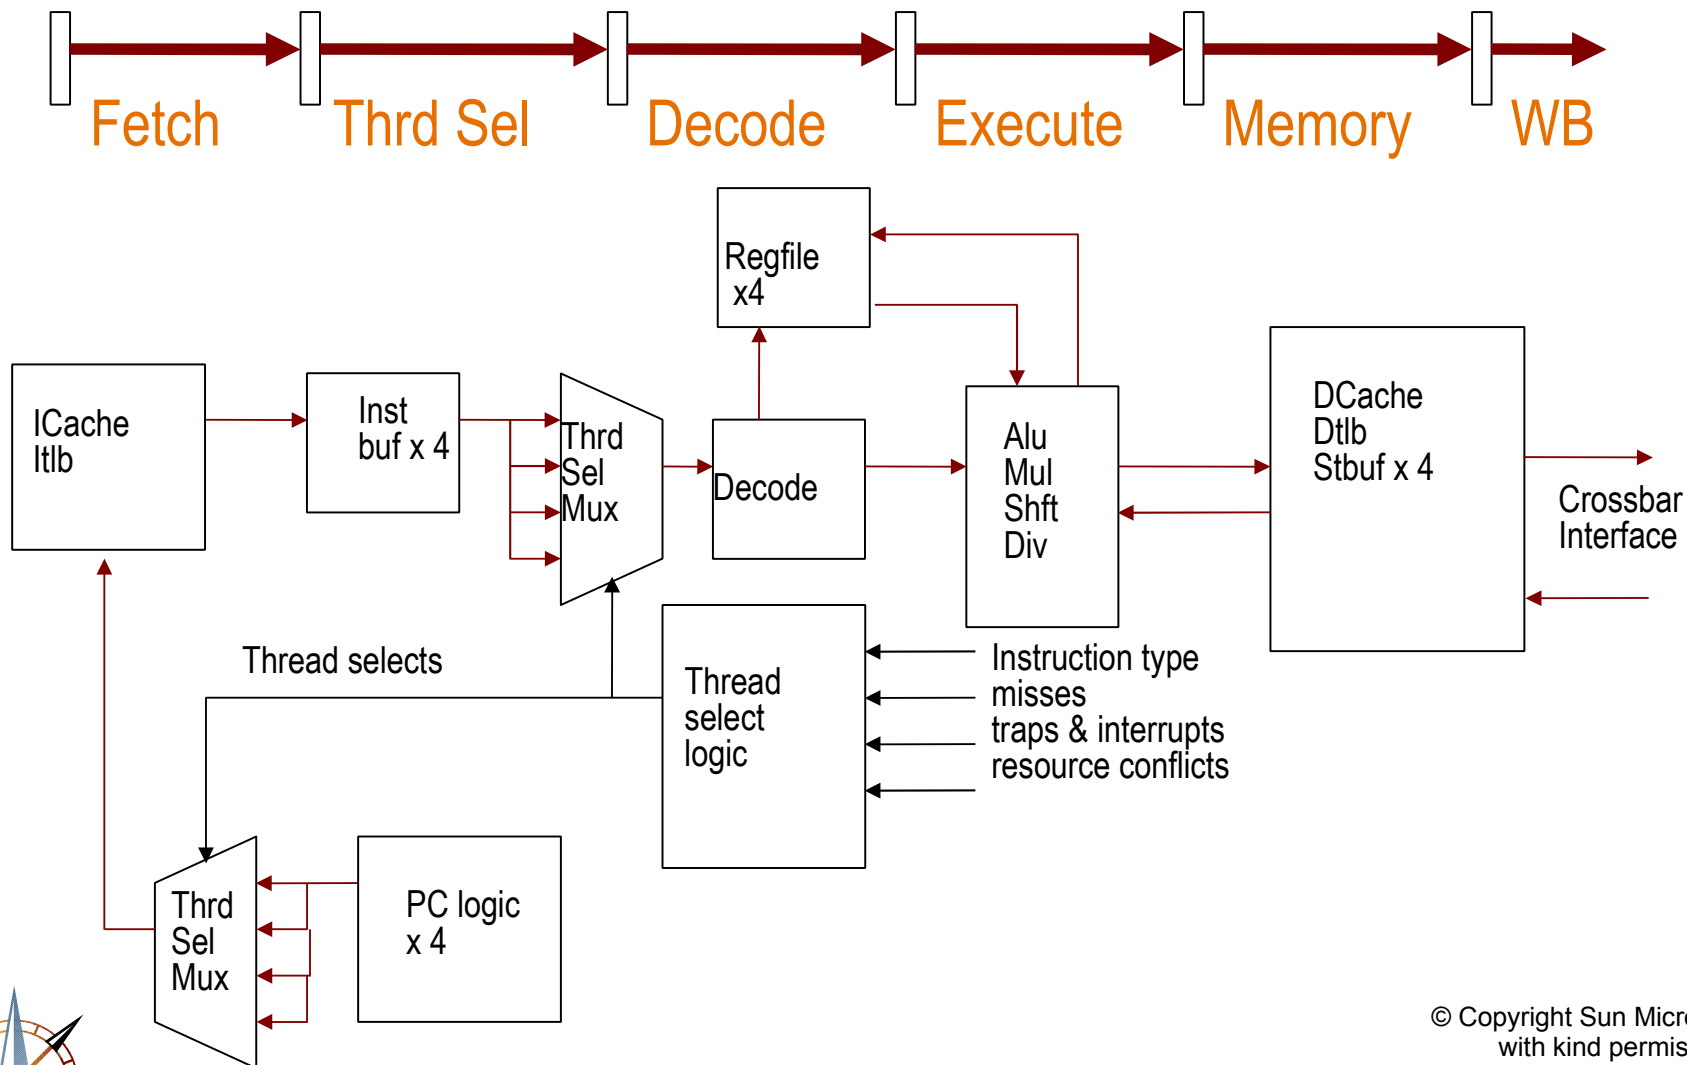 Fetch Thrd Sel Decode Execute Memory WB
Regfile
x4
ICache
Itlb
Inst
buf x 4
Thrd
Sel
Mux
Decode
Alu
Mul
Shft
Div
DCache
Dtlb
Stbuf x 4
Crossbar
Interface
Thread selects
Thread
select
logic
Instruction type
misses
traps & interrupts
resource conflicts
Thrd
Sel
Mux
PC logic
x 4
© Copyright Sun Micro
with kind permis